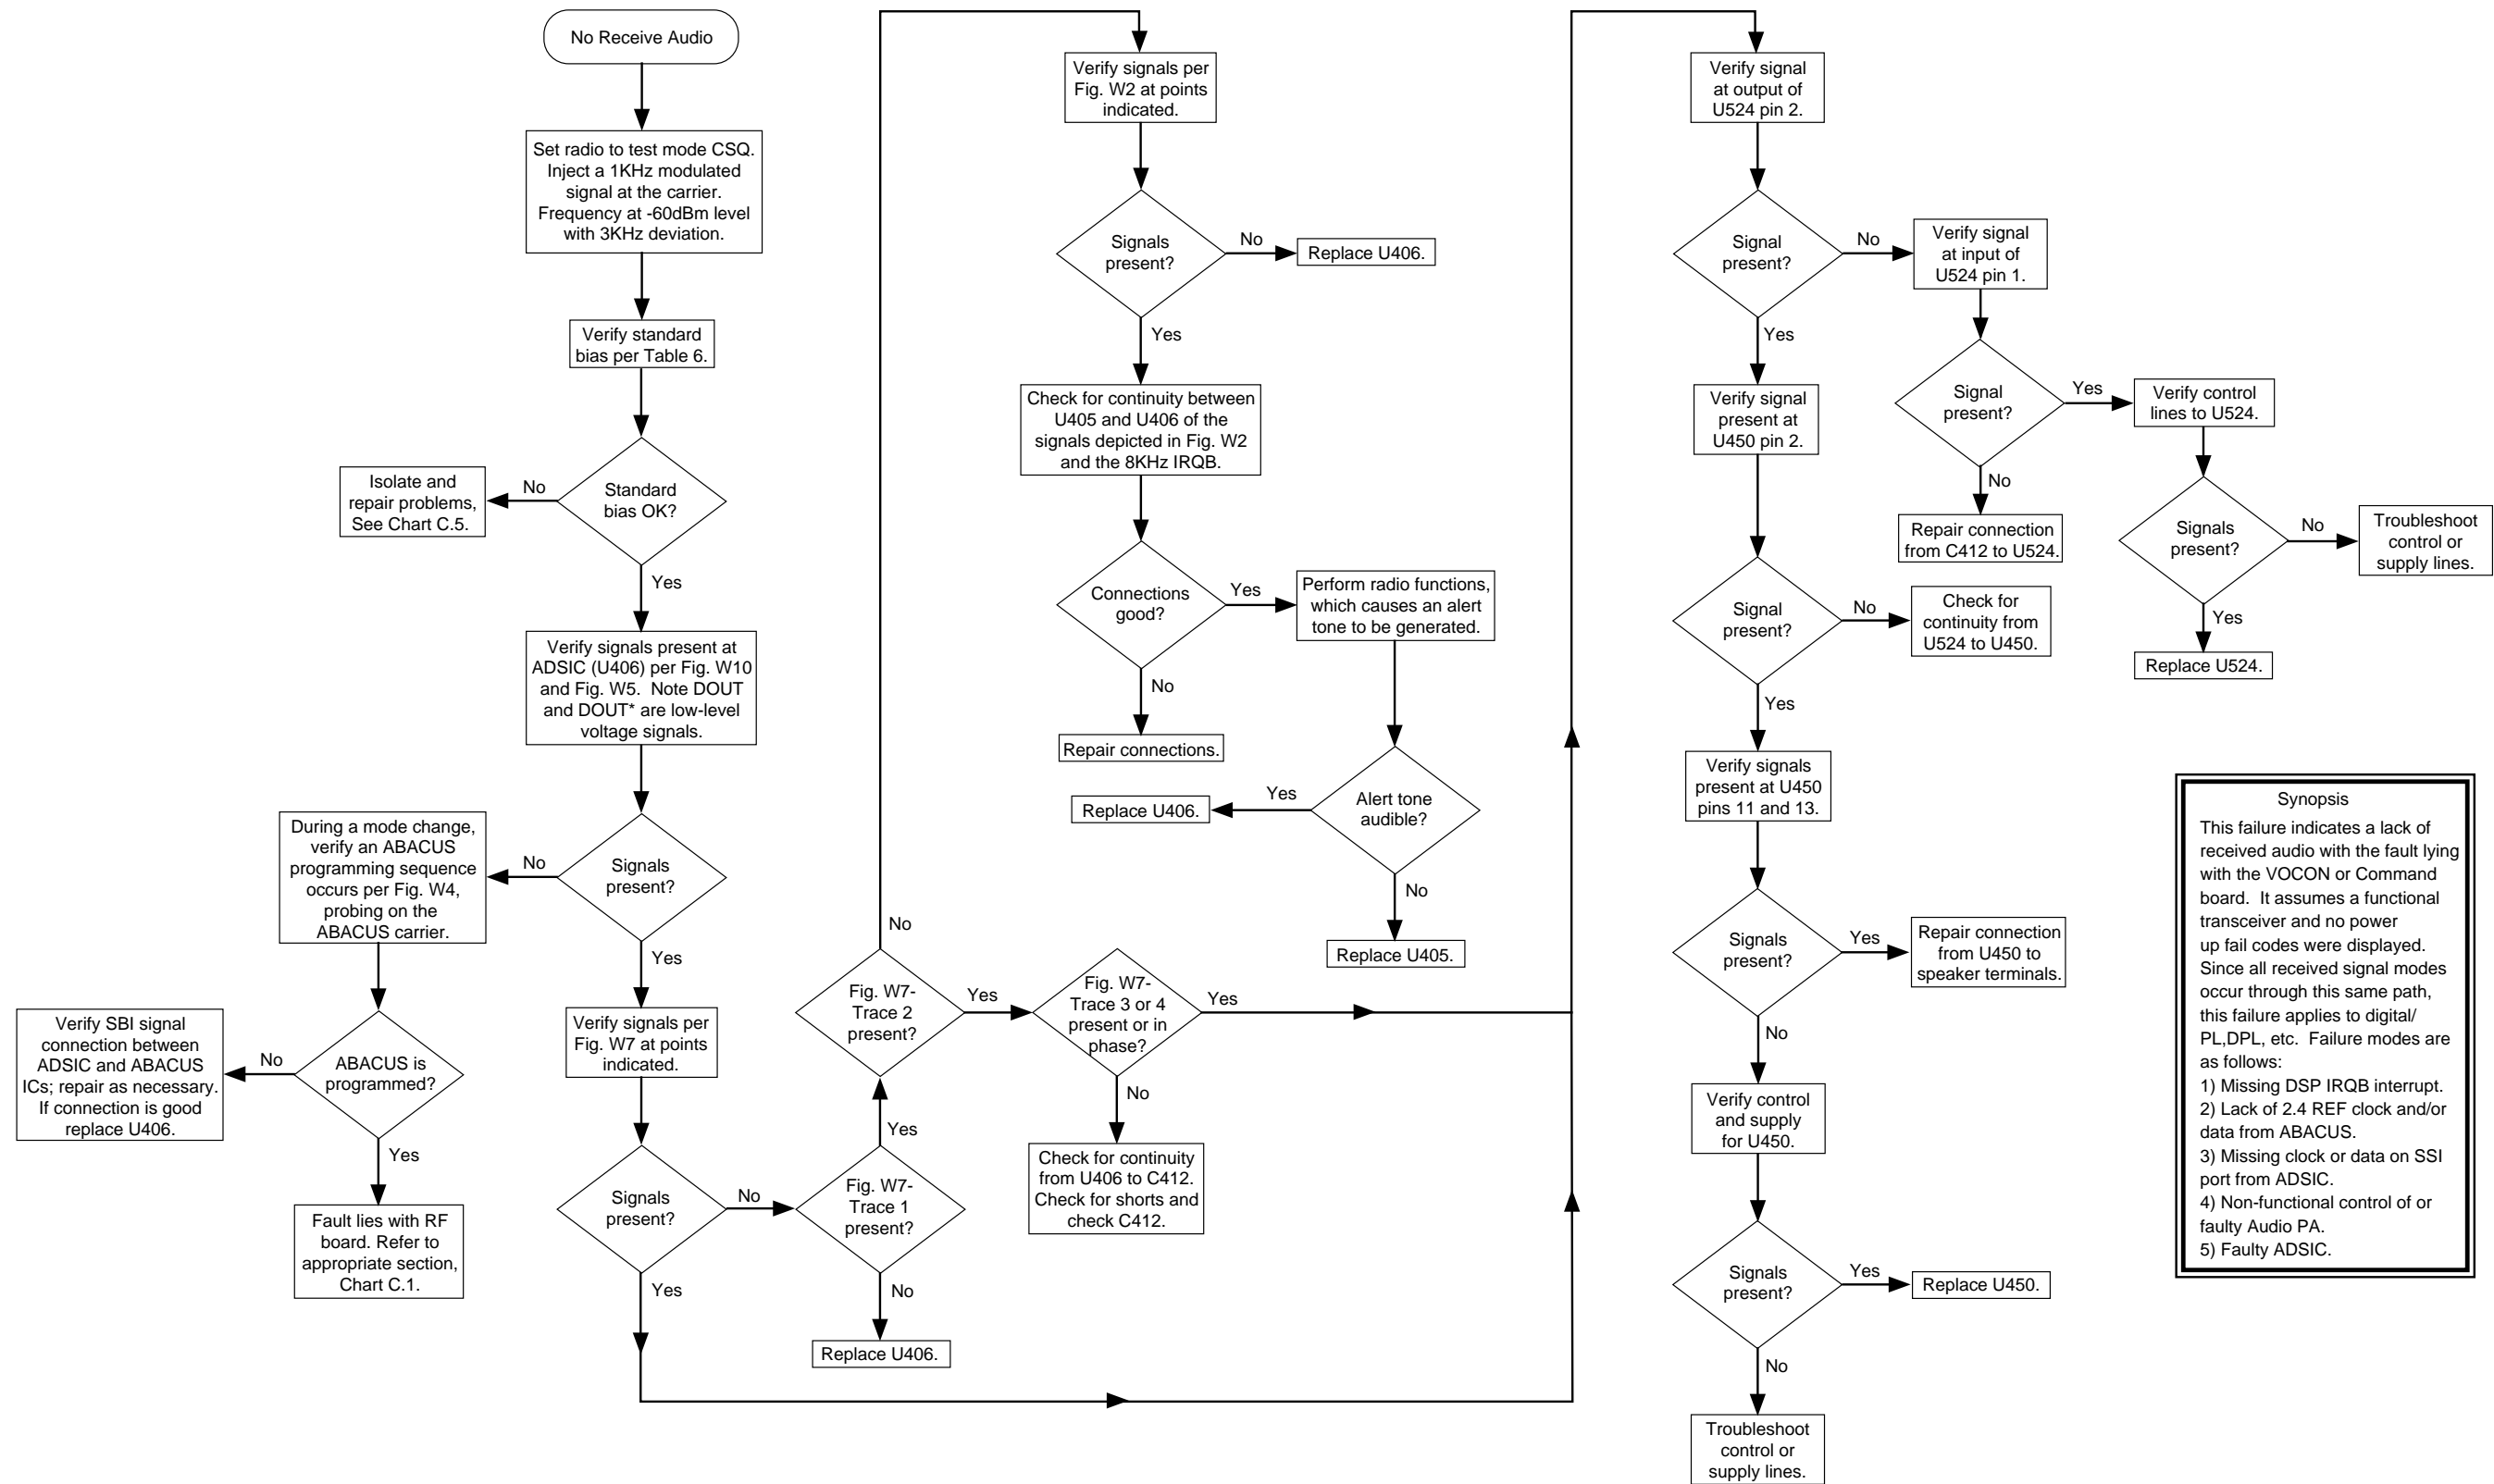 No Receive Audio
Set radio to test mode CSQ.
Inject a 1KHz modulated
signal at the carrier.
Frequency at -60dBm level
with 3KHz deviation.
Verify standard
bias per Table 6.
Standard
bias OK?
No
Isolate and
repair problems,
See Chart C.5.
Yes
Verify signals present at
ADSIC (U406) per Fig. W10
and Fig. W5.  Note DOUT
and DOUT* are low-level
voltage signals.
Signals
present?
No
During a mode change,
verify an ABACUS
programming sequence
occurs per Fig. W4,
probing on the
ABACUS carrier.
ABACUS is
programmed?
No
Verify SBI signal
connection between
ADSIC and ABACUS
ICs; repair as necessary.
If connection is good
replace U406.
Yes
Fault lies with RF
board. Refer to
appropriate section,
Chart C.1.
Yes
Verify signals per
Fig. W7 at points
indicated.
Signals
present?
Yes
No
Fig. W7-
Trace 1
present?
No
Replace U406.
Yes
Fig. W7-
Trace 2
present?
No
Yes
Fig. W7-
Trace 3 or 4
present or in
phase?
Yes
No
Check for continuity
from U406 to C412.
Check for shorts and
check C412.
Verify signals per
Fig. W2 at points
indicated.
Signals
present?
No
Replace U406.
Yes
Check for continuity between
U405 and U406 of the
signals depicted in Fig. W2
and the 8KHz IRQB.
Connections
good?
No
Repair connections.
Yes
Perform radio functions,
which causes an alert
tone to be generated.
Alert tone
audible?
Yes
Replace U406.
No
Replace U405.
Verify signal
at output of
U524 pin 2.
Signal
present?
No
Verify signal
at input of
U524 pin 1.
Signal
present?
No
Repair connection
from C412 to U524.
Yes
Verify control
lines to U524.
Signals
present?
No
Troubleshoot
control or
supply lines.
Yes
Replace U524.
Yes
Verify signal
present at
U450 pin 2.
Signal
present?
No
Check for
continuity from
U524 to U450.
Yes
Verify signals
present at U450
pins 11 and 13.
Signals
present?
Yes
Repair connection
from U450 to
speaker terminals.
No
Verify control
and supply
for U450.
Signals
present?
Yes
Replace U450.
No
Troubleshoot
control or
supply lines.
Synopsis
This failure indicates a lack of
received audio with the fault lying
with the VOCON or Command
board.  It assumes a functional
transceiver and no power
up fail codes were displayed.
Since all received signal modes
occur through this same path,
this failure applies to digital/
PL,DPL, etc.  Failure modes are
as follows:
1) Missing DSP IRQB interrupt.
2) Lack of 2.4 REF clock and/or
data from ABACUS.
3) Missing clock or data on SSI
port from ADSIC.
4) Non-functional control of or
faulty Audio PA.
5) Faulty ADSIC.